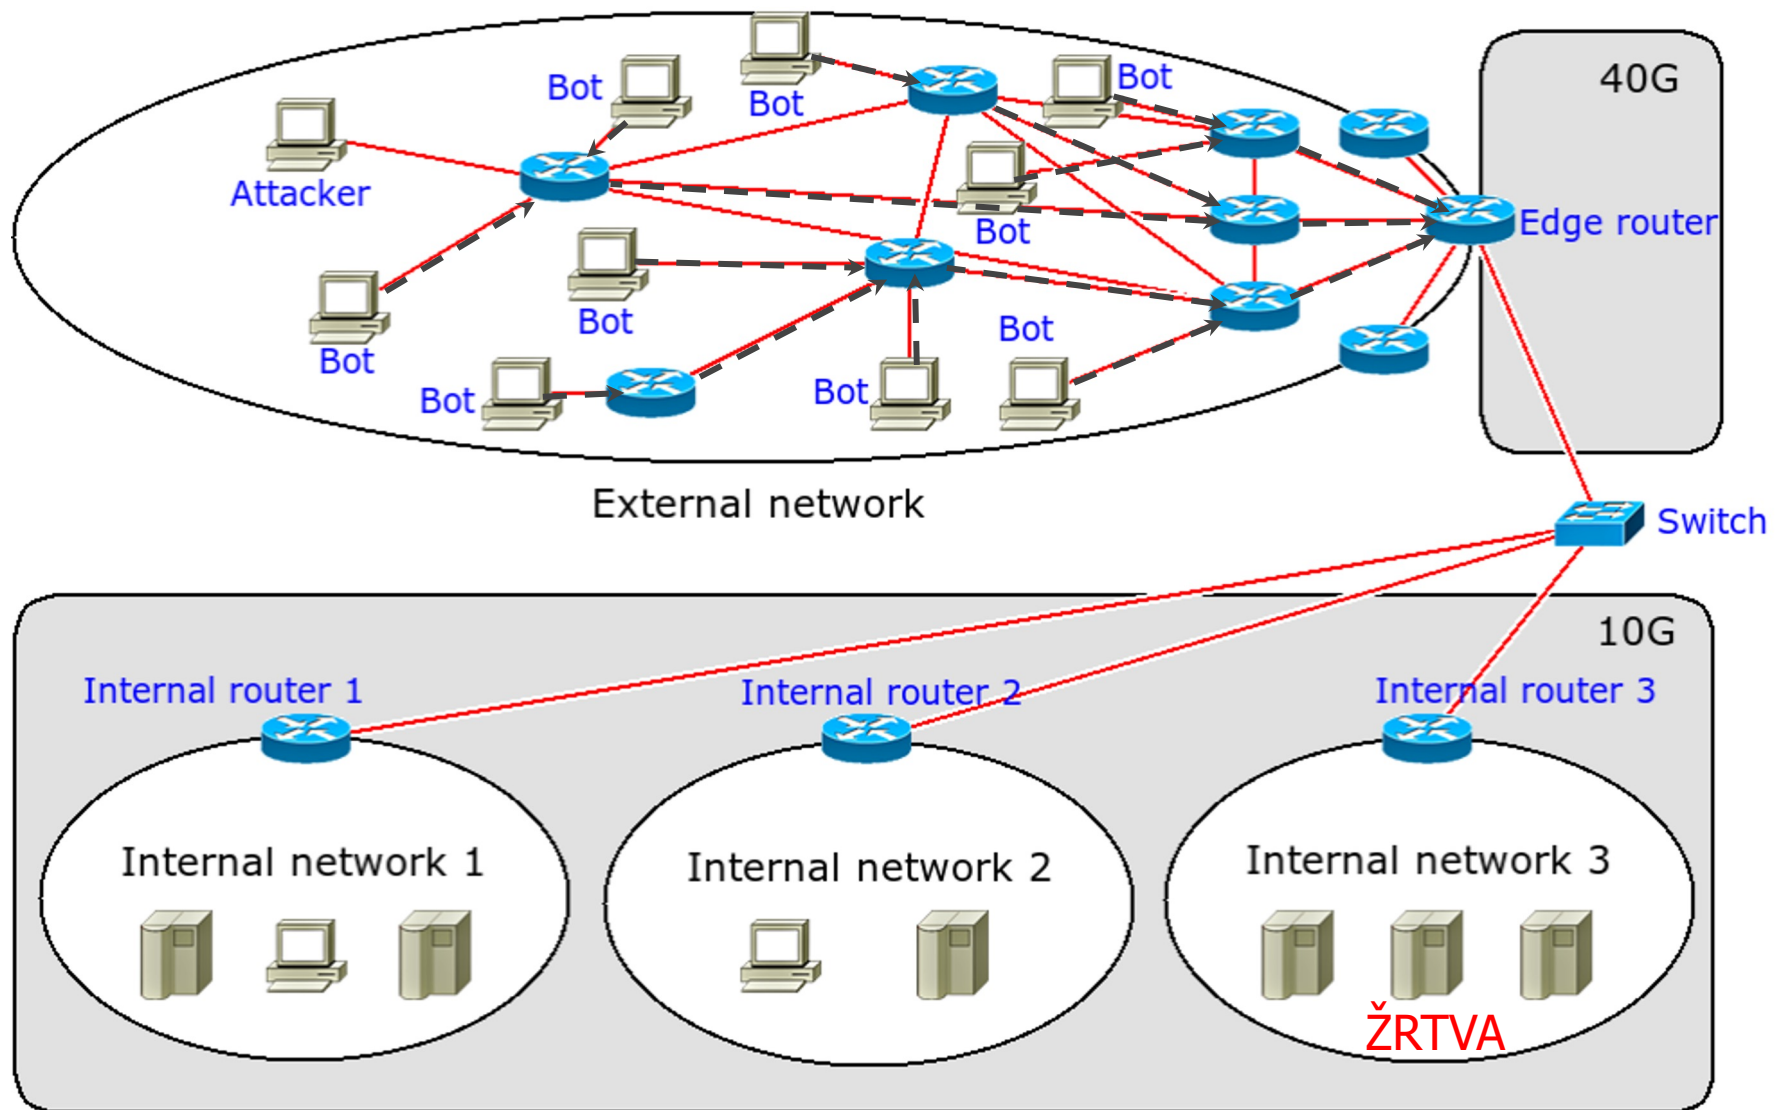 40G
Bot
Bot
Bot
Attacker
Bot
Edge router
Bot
Bot
Bot
Bot
Bot
Bot
External network
Switch
10G
Internal router 1
Internal router 2
Internal router 3
Internal network 1
Internal network 2
Internal network 3
ŽRTVA